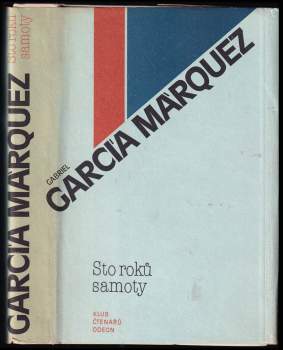 GARCÍA MÁRQUEZ
Sto roků
samoty
GABRIEL
GARCÍA MÁRQUEZ
Sto roků
samoty
KLUB
ČTENÁŘŮ
ODEON